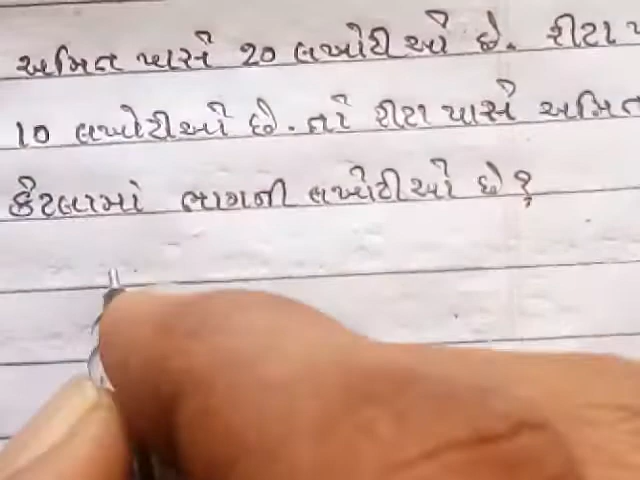 અમિત પાસે 20 લખોટીઓ છે. રીટા
10 લખોટીઓ છે. તો રીટા પાસે અમિત
કેટલામાં ભાગની લખોટીઓ છે?